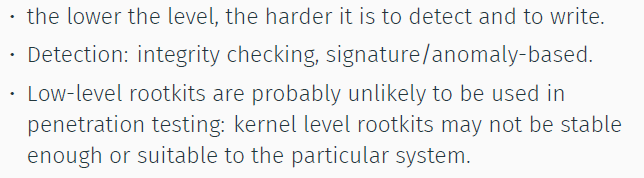 • the lower the level, the harder it is to detect and to write.
• Detection: integrity checking, signature/anomaly-based.
• Low-level rootkits are probably unlikely to be used in
penetration testing: kernel level rootkits may not be stable
enough or suitable to the particular system.